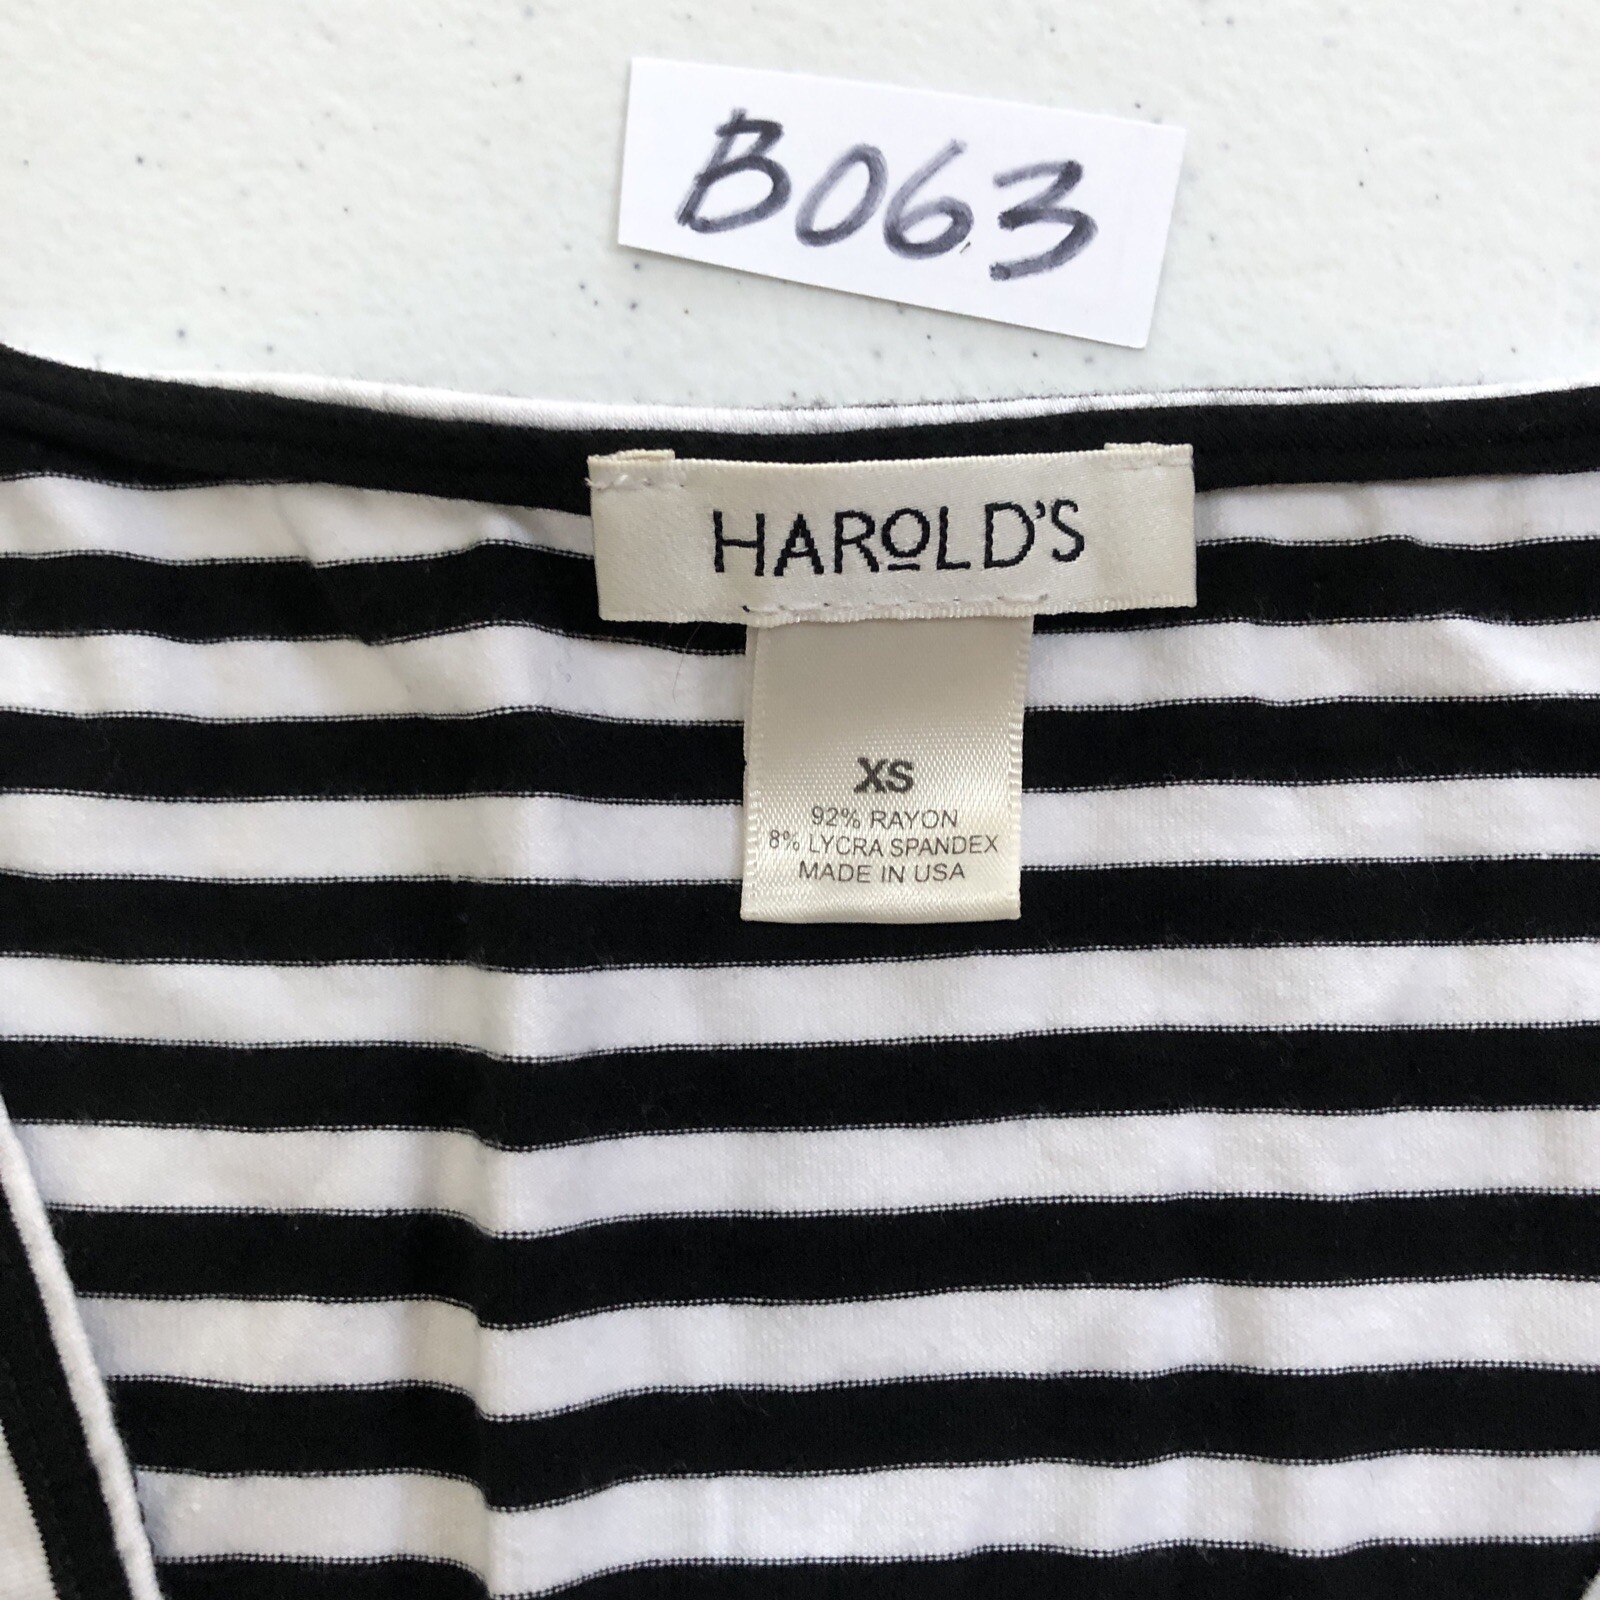 B063
HAROLD'S
XS
92% RAYON
8% LYCRA SPANDEX
MADE IN USA